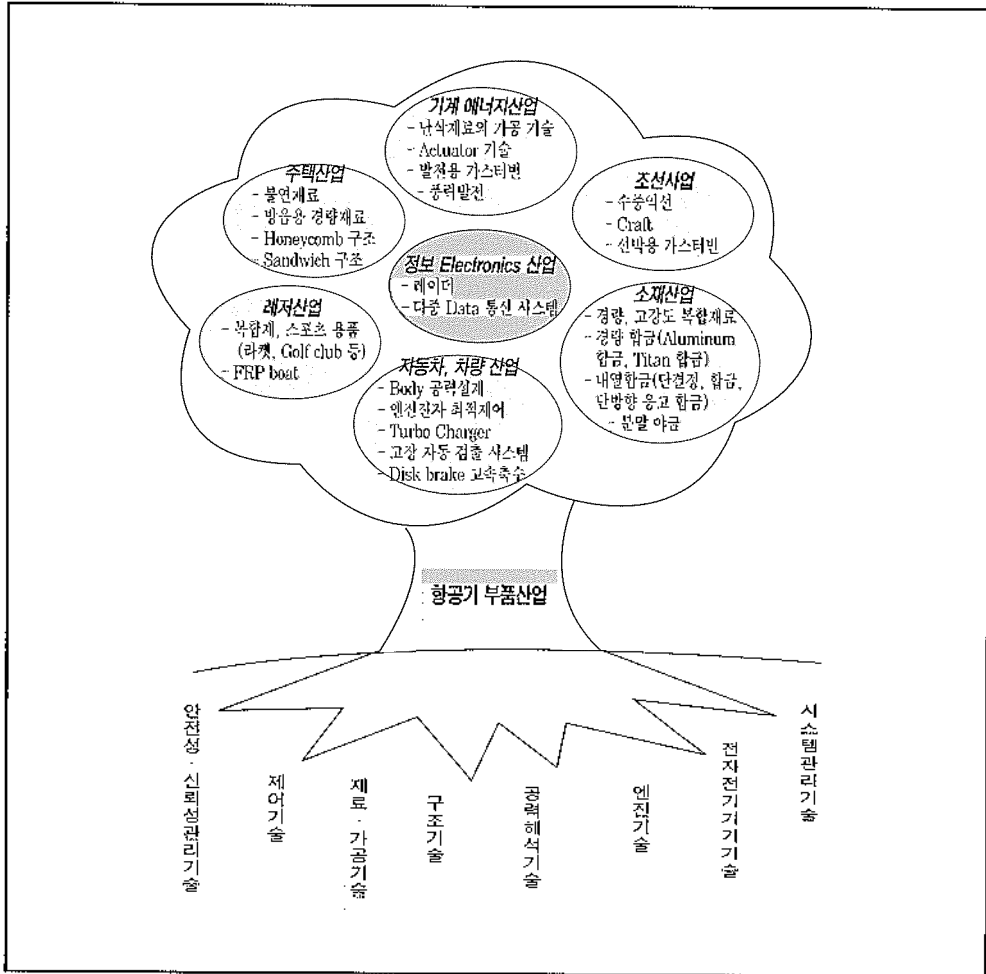 기계 에너지산업
- 난삭재료의 가공 기술
- Actuator 기술
- 발전용 가스터빈
- 풍력발전
주택산업
- 불연재료
- 방음용 경량재료
- Honeycomb 구조
- Sandwich 구조
조선사업
- 수중익선
- Craft
- 선박용 가스터빈
정보 Electronics 산업
- 레이더
- 다중 Data 통신 시스템
레저산업
- 복합재, 스포츠 용품
(라켓, Golf club 등)
- FRP boat
소재산업
- 경량, 고강도 복합재료
- 경량 합금(Aluminum
합금, Titan 합금)
- 내열합금(단결정, 합금,
단방향 응고 합금)
- 분말 야금
자동차, 차량 산업
- Body 공력설계
- 엔진전자 최적제어
- Turbo Charger
- 고장 자동 검출 시스템
- Disk brake 고속축수
항공기 부품산업
안전성·신뢰성관리기술
제어기술
재료·가공기술
구조기술
공력해석기술
엔진기술
전자전기기기기술
시스템관리기술